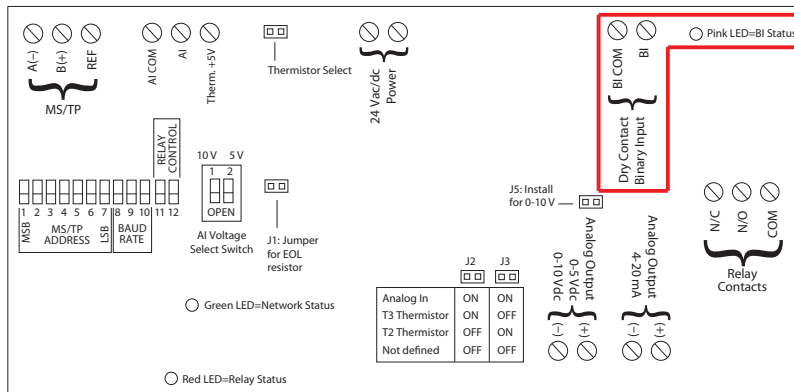 A(−)
B(+)
REF
MS/TP
AI COM
AI
Therm. +5V
Thermistor Select
24 Vac/dc
Power
BI COM
BI
Dry Contact
Binary Input
Pink LED=BI Status
RELAY
CONTROL
1 2 3 4 5 6 7 8 9 10 11 12
MSB
MS/TP
ADDRESS
LSB
BAUD
RATE
10 V 5 V
1 2
OPEN
AI Voltage
Select Switch
J1: Jumper
for EOL
resistor
J5: Install
for 0-10 V
Analog Output
0-5 Vdc
0-10 Vdc
(−) (+)
Analog Output
4-20 mA
(−) (+)
N/C
N/O
COM
Relay
Contacts
J2 J3
Analog In ON ON
T3 Thermistor ON OFF
T2 Thermistor OFF ON
Not defined OFF OFF
Green LED=Network Status
Red LED=Relay Status